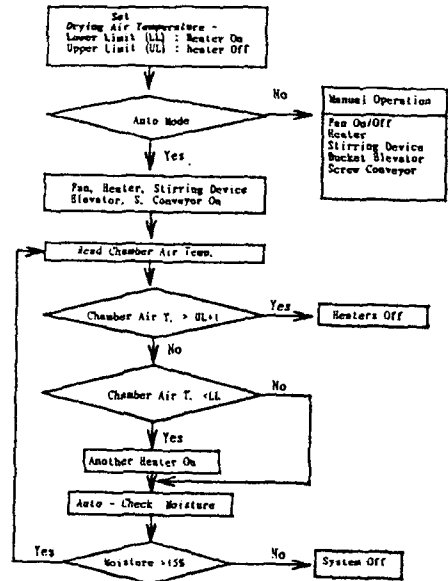 Set
Drying Air Temperature -
Lower Limit (LL) : Heater On
Upper Limit (UL) : heater Off
Auto Mode
No
Manual Operation
Fan On/Off
Heater
Stirring Device
Bucket Elevator
Screw Conveyor
Yes
Fan, Heater, Stirring Device
Elevator, S. Conveyor On
Read Chamber Air Temp.
Chamber Air T. > UL+1
Yes
Heaters Off
No
Chamber Air T. <LL
No
Yes
Another Heater On
Auto - Check Moisture
Yes
Moisture >15%
No
System Off